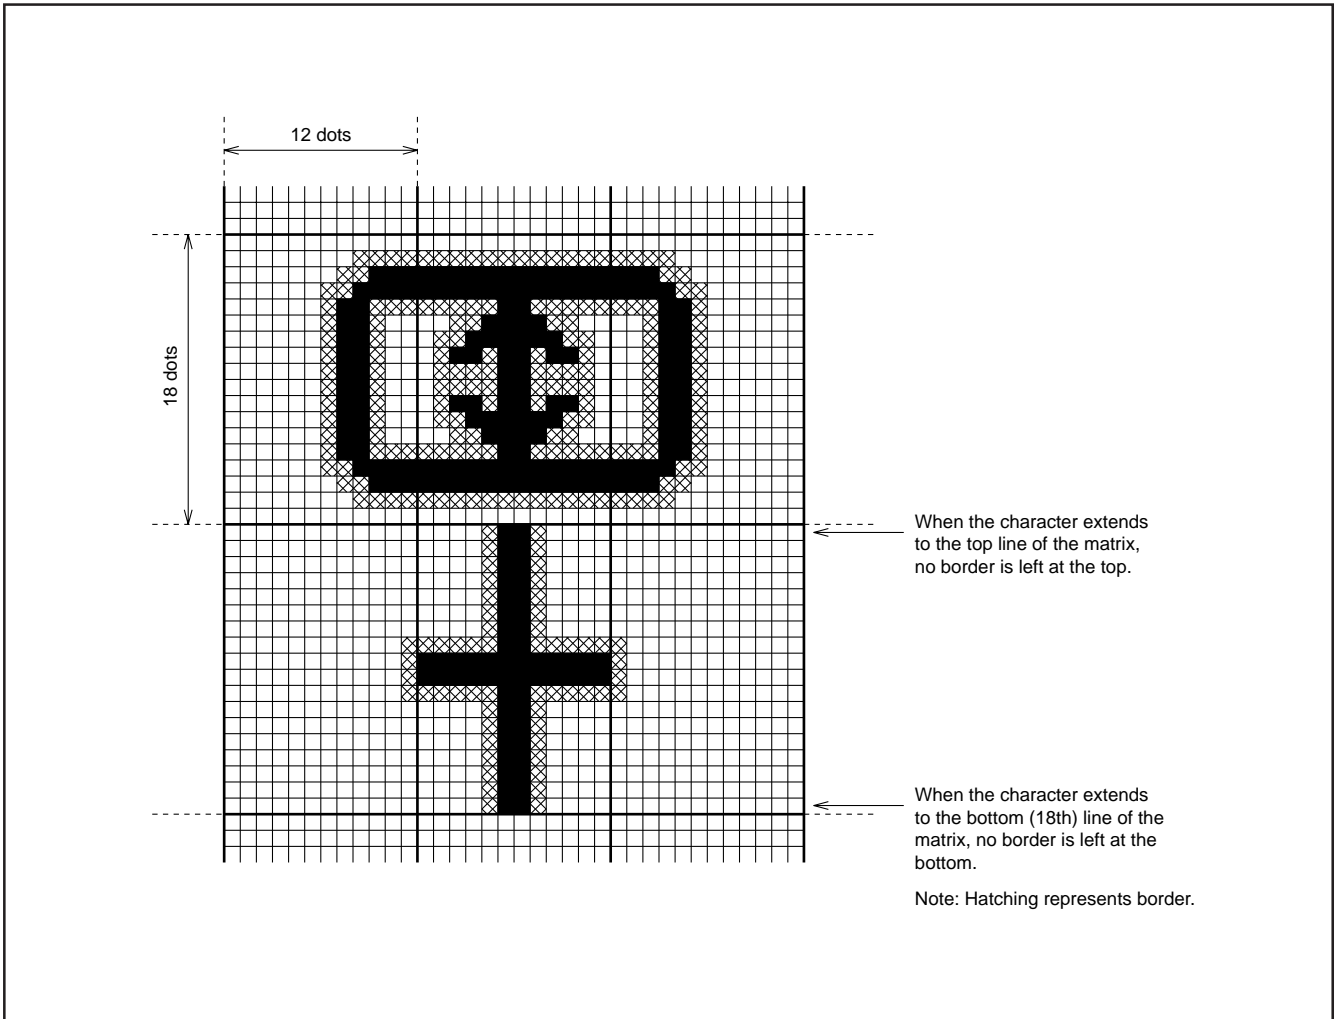 12 dots
18 dots
When the character extends
to the top line of the matrix,
no border is left at the top.
When the character extends
to the bottom (18th) line of the
matrix, no border is left at the
bottom.
Note: Hatching represents border.